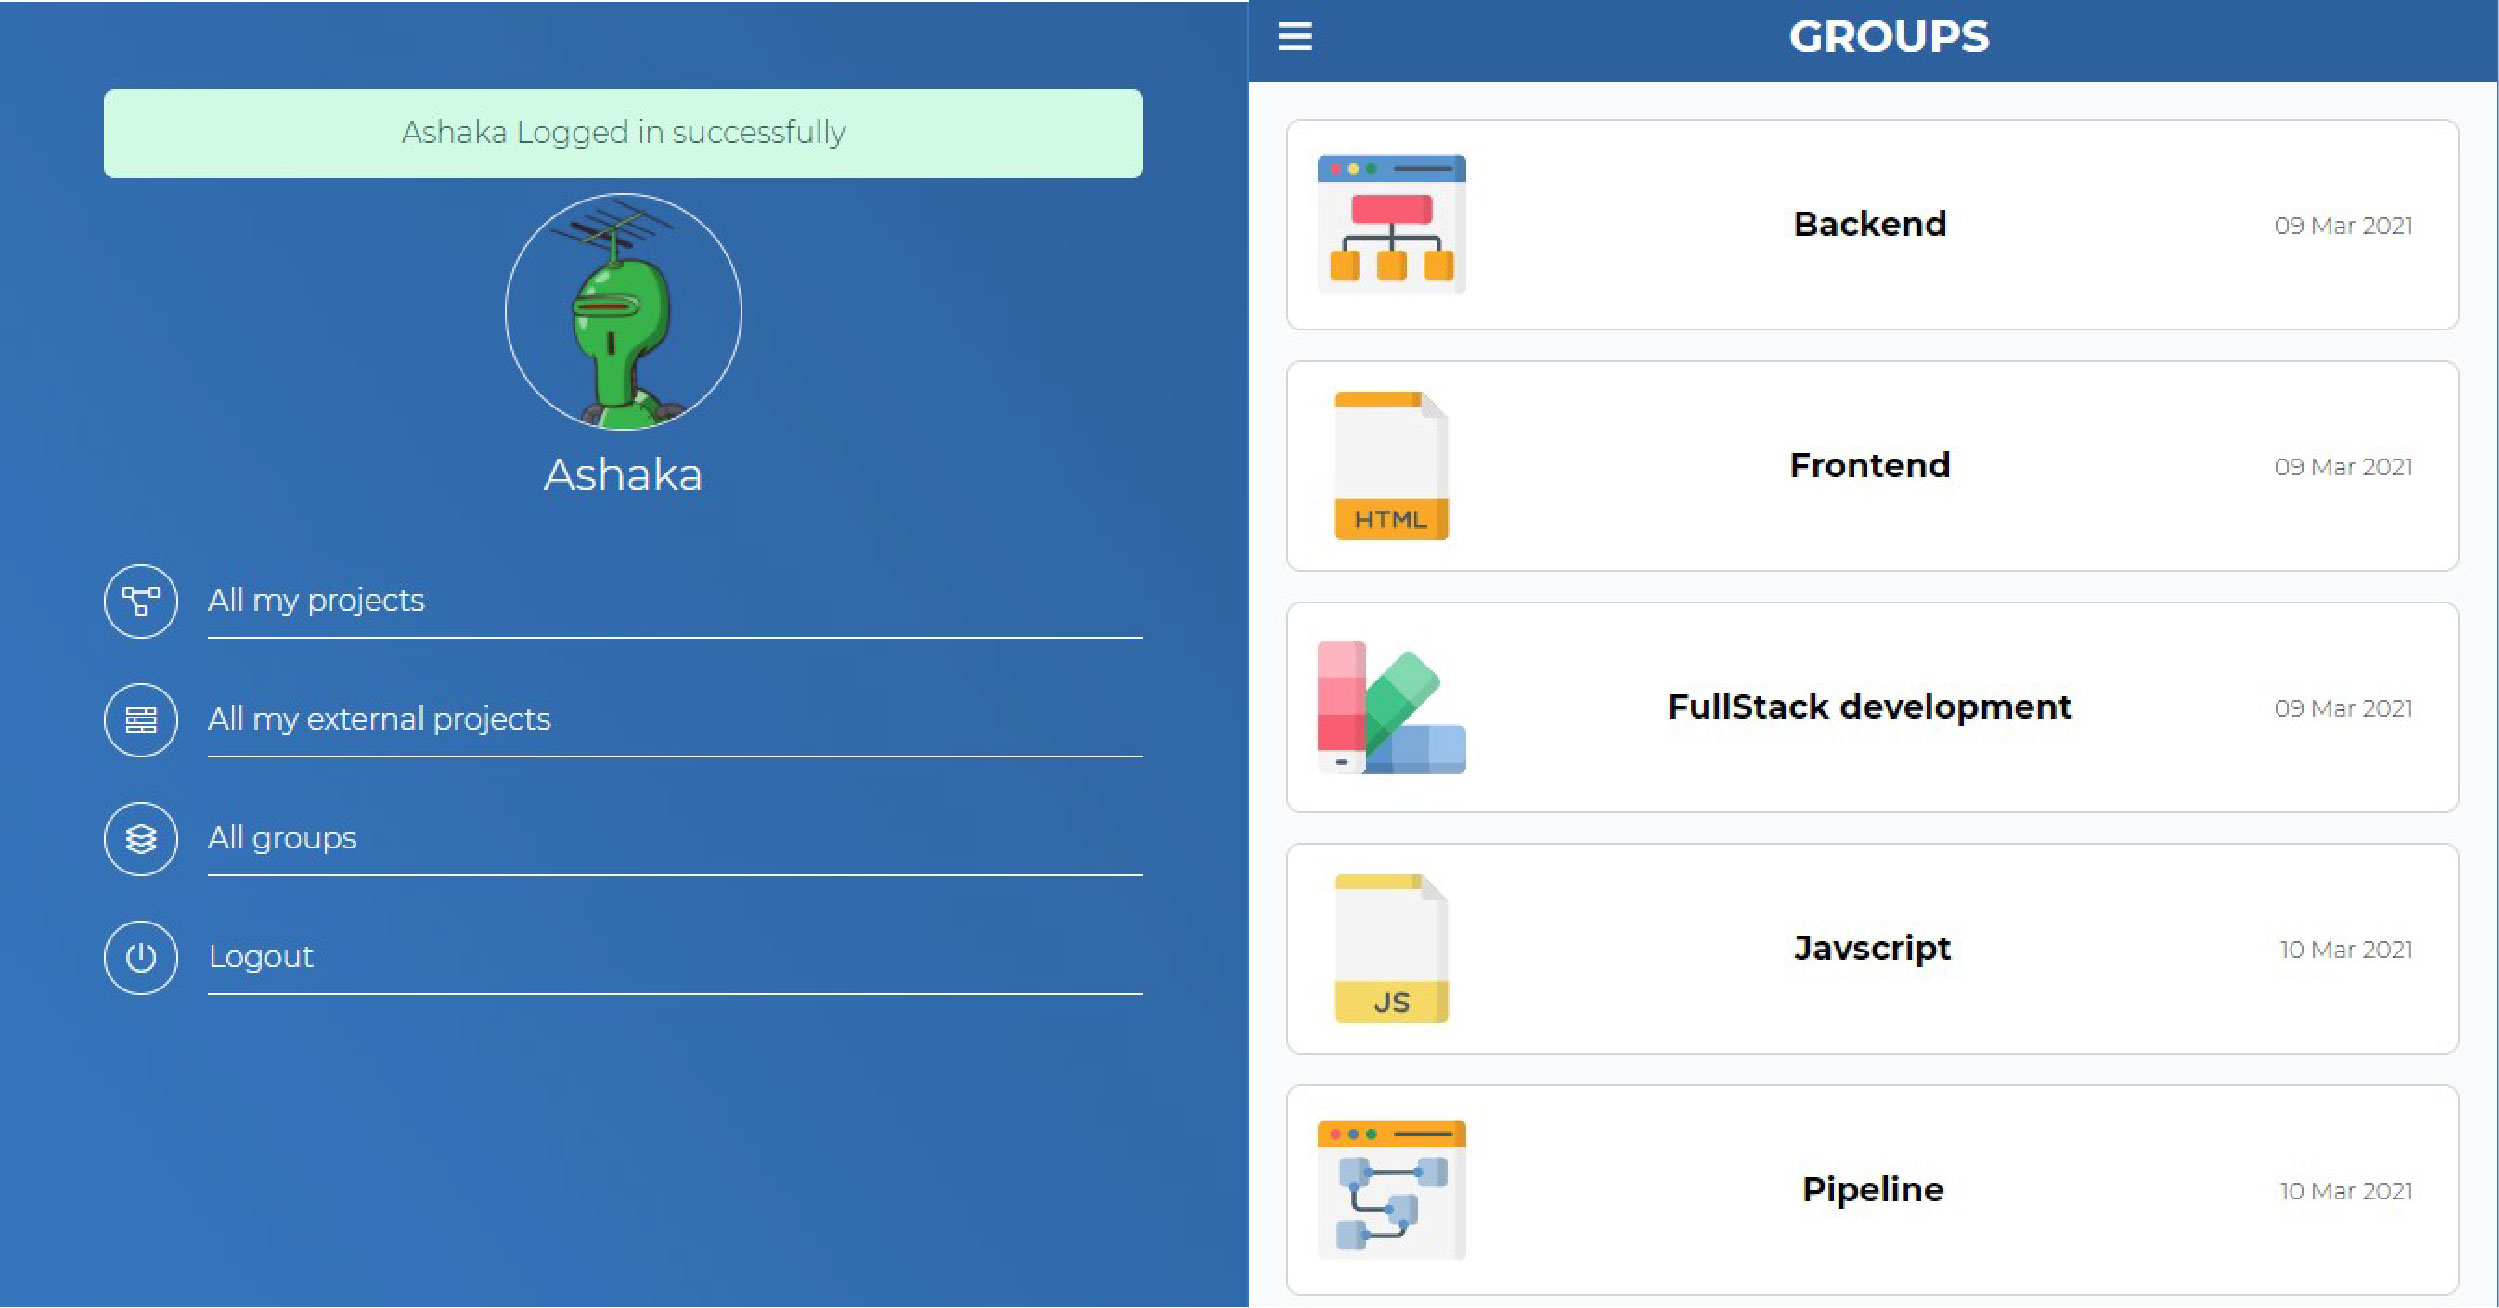 Ashaka Logged in successfully
Ashaka
All my projects
All my external projects
All groups
Logout
GROUPS
Backend
09 Mar 2021
HTML
Frontend
09 Mar 2021
FullStack development
09 Mar 2021
JS
Javscript
10 Mar 2021
Pipeline
10 Mar 2021